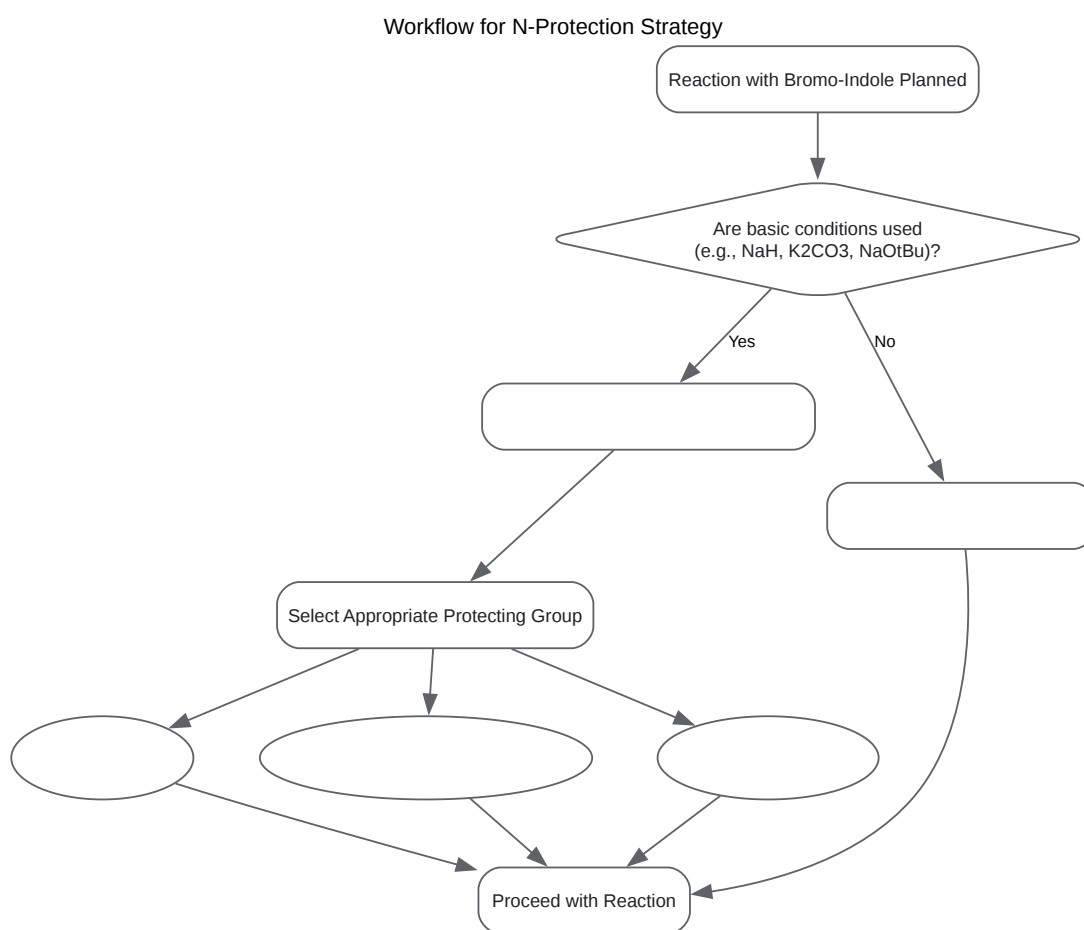 Workflow for N-Protection Strategy
Reaction with Bromo-Indole Planned
Are basic conditions used
(e.g., NaH, K2CO3, NaOtBu)?
Yes
No
Select Appropriate Protecting Group
Proceed with Reaction